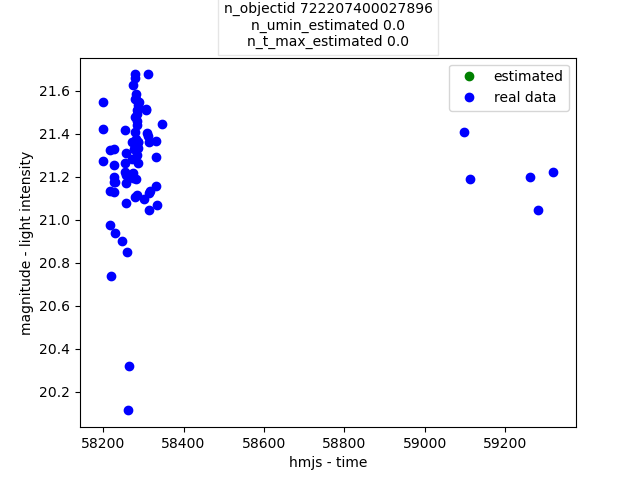 n_objectid 722207400027896
n_umin_estimated 0.0
n_t_max_estimated 0.0
estimated
real data
magnitude - light intensity
21.6
21.4
21.2
21.0
20.8
20.6
20.4
20.2
58200 58400 58600 58800 59000 59200
hmjs - time